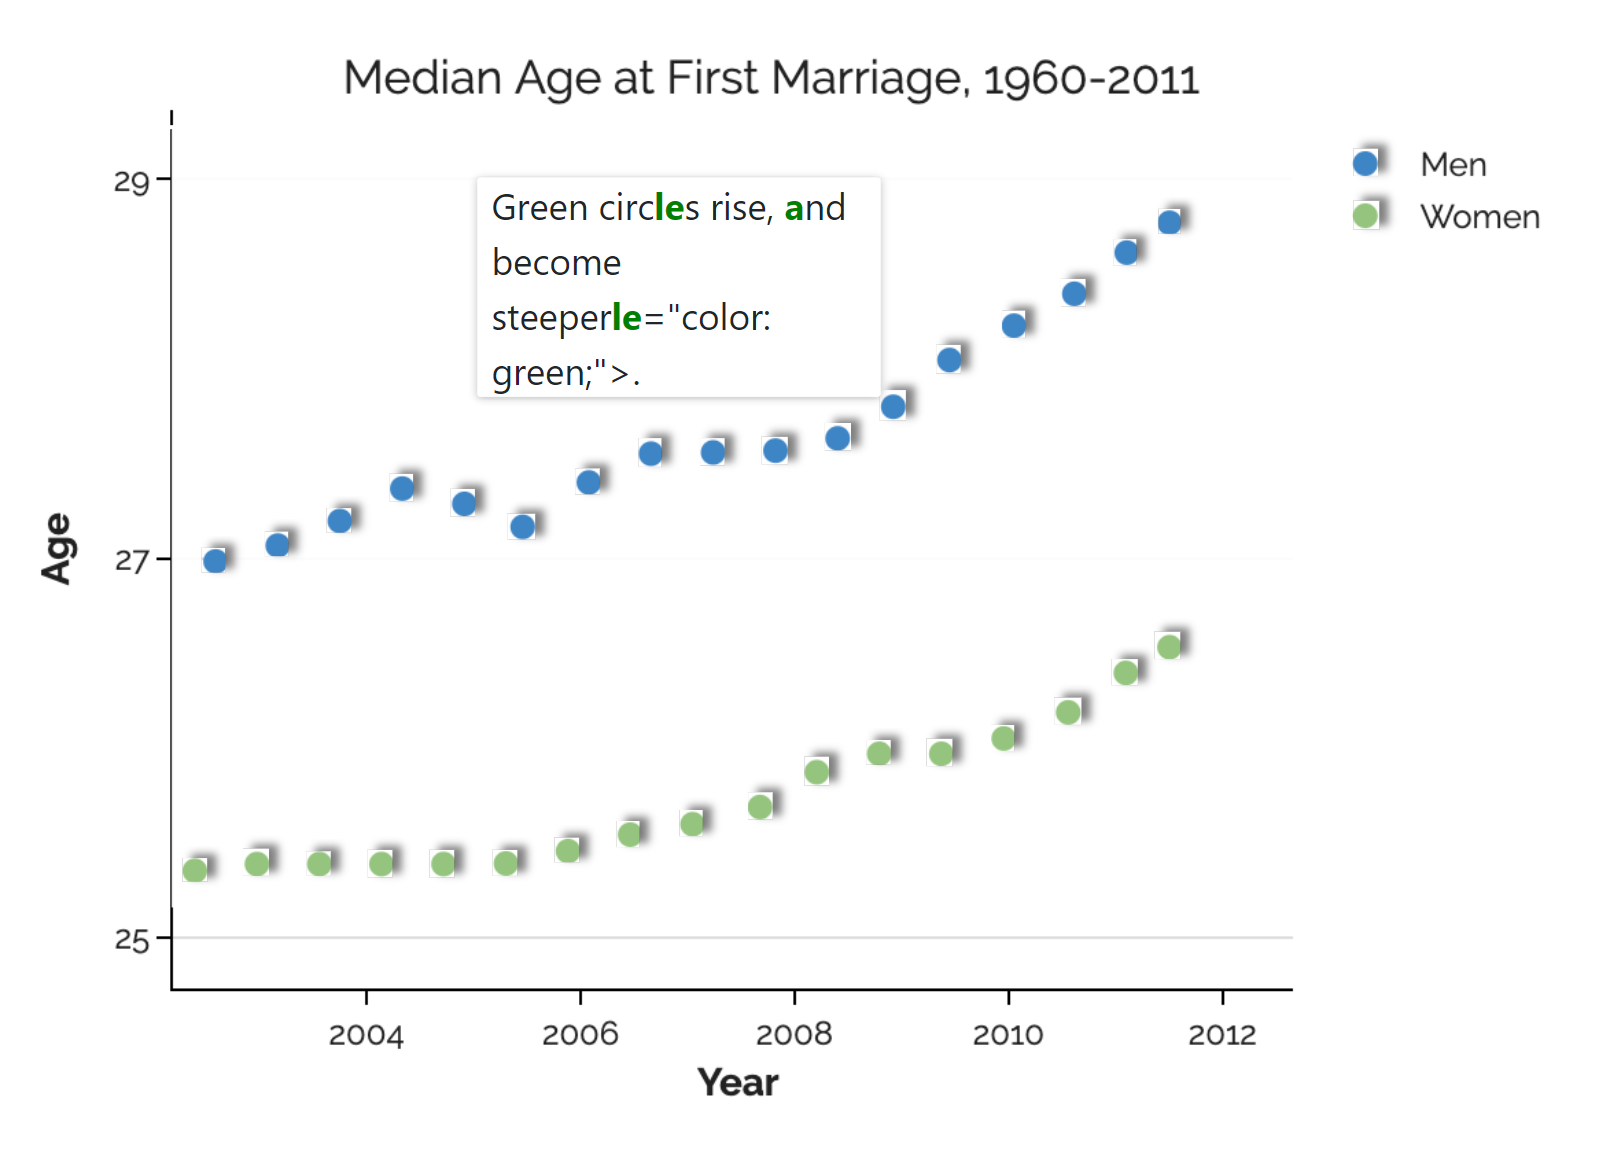 Median Age at First Marriage, 1960-2011
Men
Women
Green circles rise, and
become
steeperle="color:
green;">.
Age
29
27
25
2004 2006 2008 2010 2012
Year